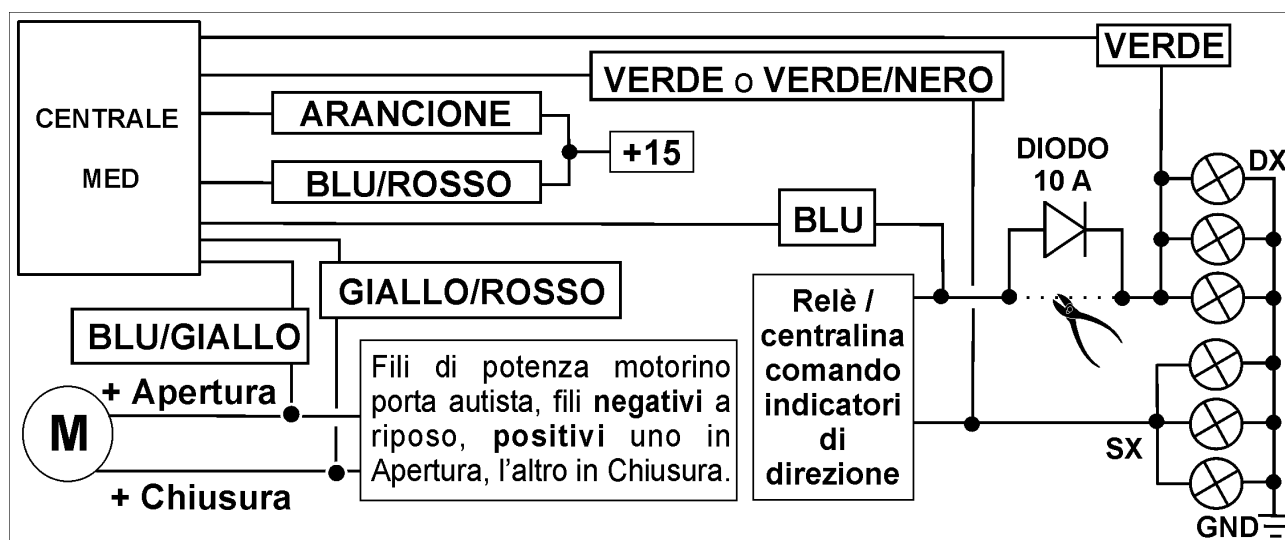 VERDE
VERDE o VERDE/NERO
CENTRALE
MED
ARANCIONE
+15
BLU/ROSSO
DIODO
10 A
DX
BLU
GIALLO/ROSSO
BLU/GIALLO
+ Apertura
M
+ Chiusura
Fili di potenza motorino
porta autista, fili negativi a
riposo, positivi uno in
Apertura, l'altro in Chiusura.
Relè /
centralina
comando
indicatori
di
direzione
SX
GND